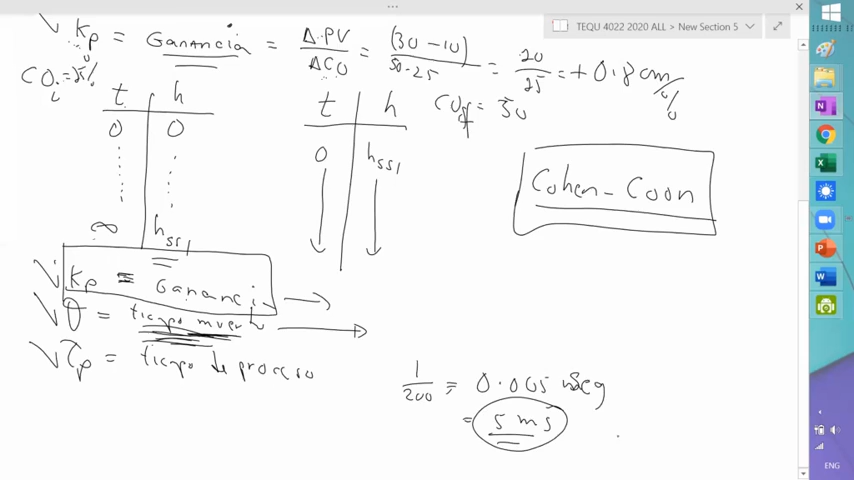 TEQU 4022 2020 ALL > New Section 5
Kp = Ganancia = ΔPV/ΔCO = (30-10)/50-25 = 20/25 = +0.8 cm/%
COi = 25%
COf = 50
t h
0 0
∞ hss1
t h
0 hss1
Cohen-Coon
√ Kp = Ganancia
√ θ = tiempo muerto
√ τp = tiempo de proceso
1/200 = 0.005 seg
= 5 ms
ENG